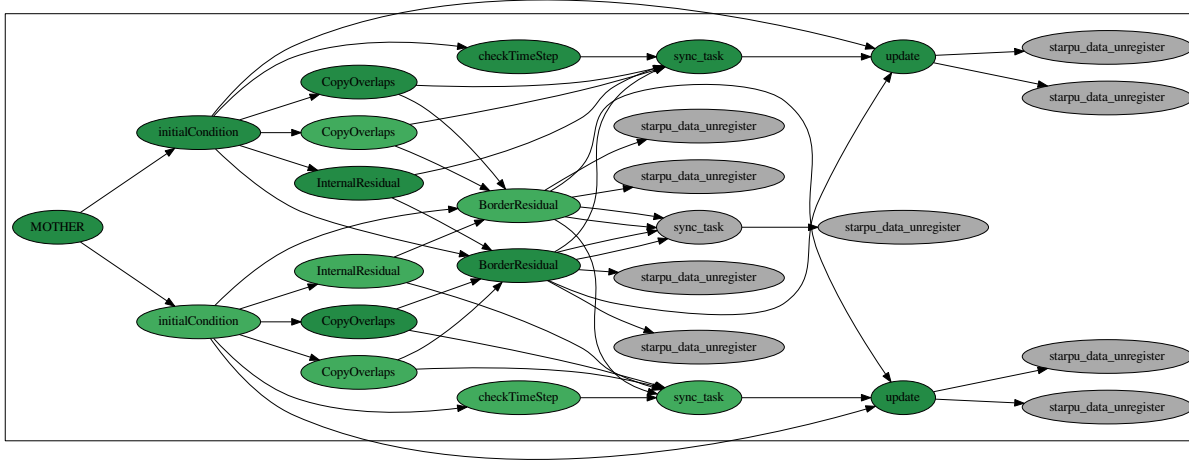 starpu_data_unregister
checkTimeStep
sync_task
update
CopyOverlaps
starpu_data_unregister
starpu_data_unregister
initialCondition
CopyOverlaps
InternalResidual
starpu_data_unregister
BorderResidual
MOTHER
sync_task
starpu_data_unregister
BorderResidual
InternalResidual
starpu_data_unregister
initialCondition
CopyOverlaps
starpu_data_unregister
starpu_data_unregister
CopyOverlaps
checkTimeStep
sync_task
update
starpu_data_unregister